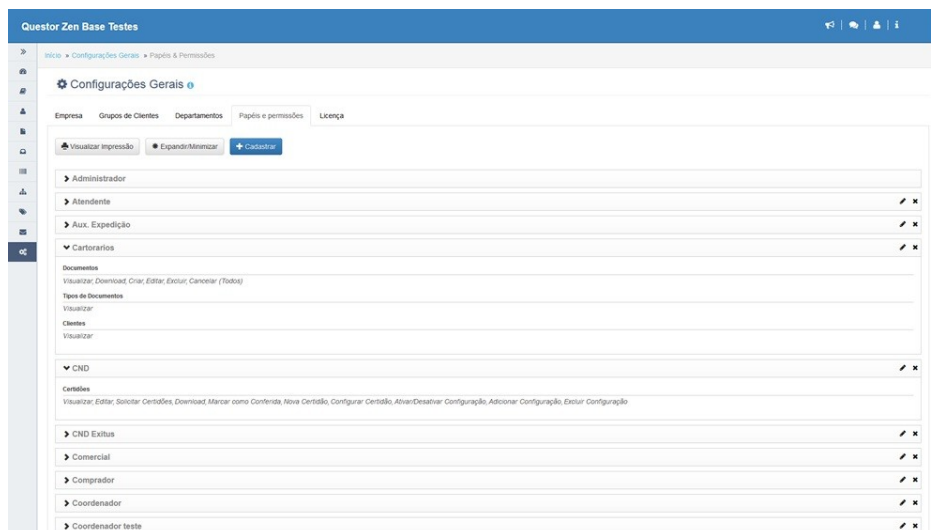 Questor Zen Base Testes
Início » Configurações Gerais » Papéis & Permissões
Configurações Gerais
Empresa Grupos de Clientes Departamentos Papéis e permissões Licença
Visualizar Impressão Expandir/Minimizar Cadastrar
Administrador
Atendente
Aux. Expedição
Cartorarios
Documentos
Visualizar, Download, Criar, Editar, Excluir, Cancelar (Todos)
Tipos de Documentos
Visualizar
Clientes
Visualizar
CND
Certidões
Visualizar, Editar, Solicitar Certidões, Download, Marcar como Conferida, Nova Certidão, Configurar Certidão, Ativar/Desativar Configuração, Adicionar Configuração, Excluir Configuração
CND Exitus
Comercial
Comprador
Coordenador
Coordenador teste